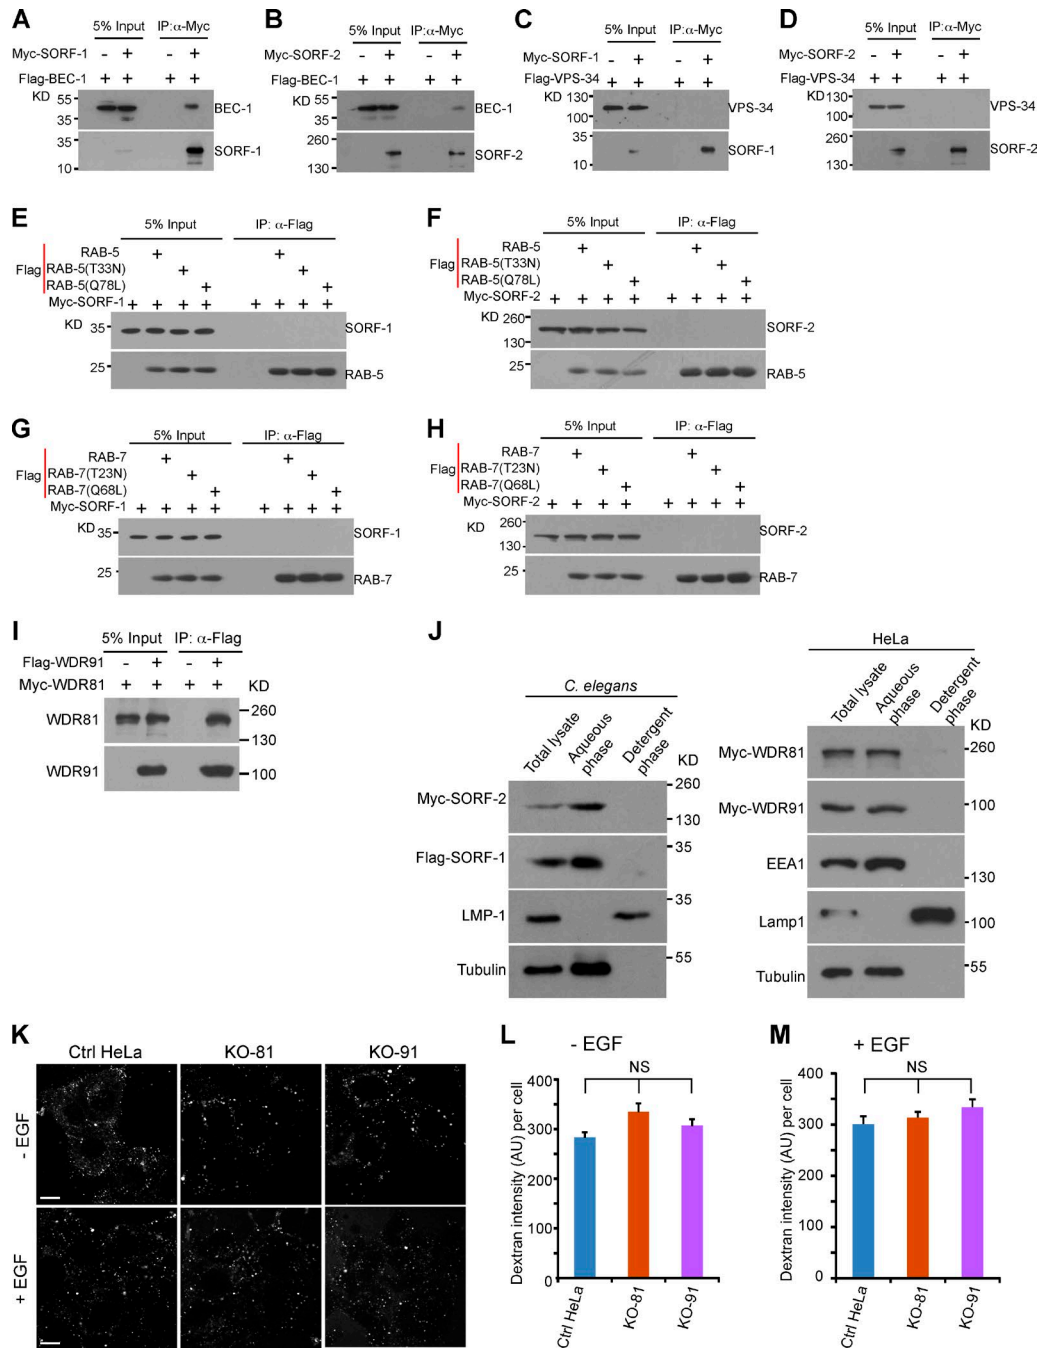 A
5% Input IP:α-Myc
Myc-SORF-1 - + - +
Flag-BEC-1 + + + +
KD
55
35
BEC-1
35
10
SORF-1
B
5% Input IP:α-Myc
Myc-SORF-2 - + - +
Flag-BEC-1 + + + +
KD
55
35
BEC-1
260
130
SORF-2
C
5% Input IP:α-Myc
Myc-SORF-1 - + - +
Flag-VPS-34 + + + +
KD 130
100
VPS-34
35
10
SORF-1
D
5% Input IP:α-Myc
Myc-SORF-2 - + - +
Flag-VPS-34 + + + +
KD 130
100
VPS-34
260
130
SORF-2
E
5% Input IP: α-Flag
Flag
RAB-5 + +
RAB-5(T33N) + +
RAB-5(Q78L) + +
Myc-SORF-1 + + + + + + + +
KD 35
SORF-1
25
RAB-5
F
5% Input IP: α-Flag
Flag
RAB-5 + +
RAB-5(T33N) + +
RAB-5(Q78L) + +
Myc-SORF-2 + + + + + + + +
KD 260
130
SORF-2
25
RAB-5
G
5% Input IP: α-Flag
Flag
RAB-7 + +
RAB-7(T23N) + +
RAB-7(Q68L) + +
Myc-SORF-1 + + + + + + + +
KD 35
SORF-1
25
RAB-7
H
5% Input IP: α-Flag
Flag
RAB-7 + +
RAB-7(T23N) + +
RAB-7(Q68L) + +
Myc-SORF-2 + + + + + + + +
KD 260
130
SORF-2
25
RAB-7
I
5% Input IP: α-Flag
Flag-WDR91 - + - +
Myc-WDR81 + + + + KD
WDR81
260
130
WDR91
100
J
C. elegans
Total lysate
Aqueous phase
Detergent phase
KD
Myc-SORF-2
260
130
Flag-SORF-1
35
LMP-1
35
Tubulin
55
HeLa
Total lysate
Aqueous phase
Detergent phase
KD
Myc-WDR81
260
Myc-WDR91
100
EEA1
130
Lamp1
100
Tubulin
55
K
Ctrl HeLa KO-81 KO-91
- EGF
+ EGF
L
- EGF
NS
Dextran intensity (AU) per cell
400
300
200
100
0
Ctrl HeLa
KO-81
KO-91
M
+ EGF
NS
Dextran intensity (AU) per cell
400
300
200
100
0
Ctrl HeLa
KO-81
KO-91